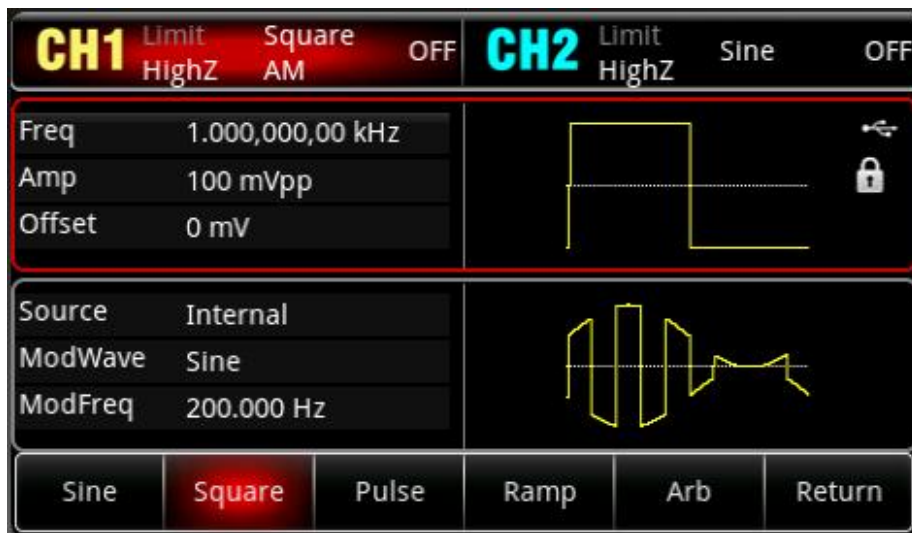 CH1 Limit Square OFF CH2 Limit Sine OFF
HighZ AM HighZ
Freq 1.000,000,00 kHz
Amp 100 mVpp
Offset 0 mV
Source Internal
ModWave Sine
ModFreq 200.000 Hz
Sine Square Pulse Ramp Arb Return